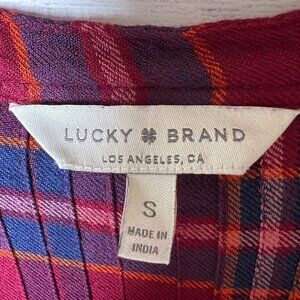 LUCKY BRAND
LOS ANGELES, CA
S
MADE IN
INDIA